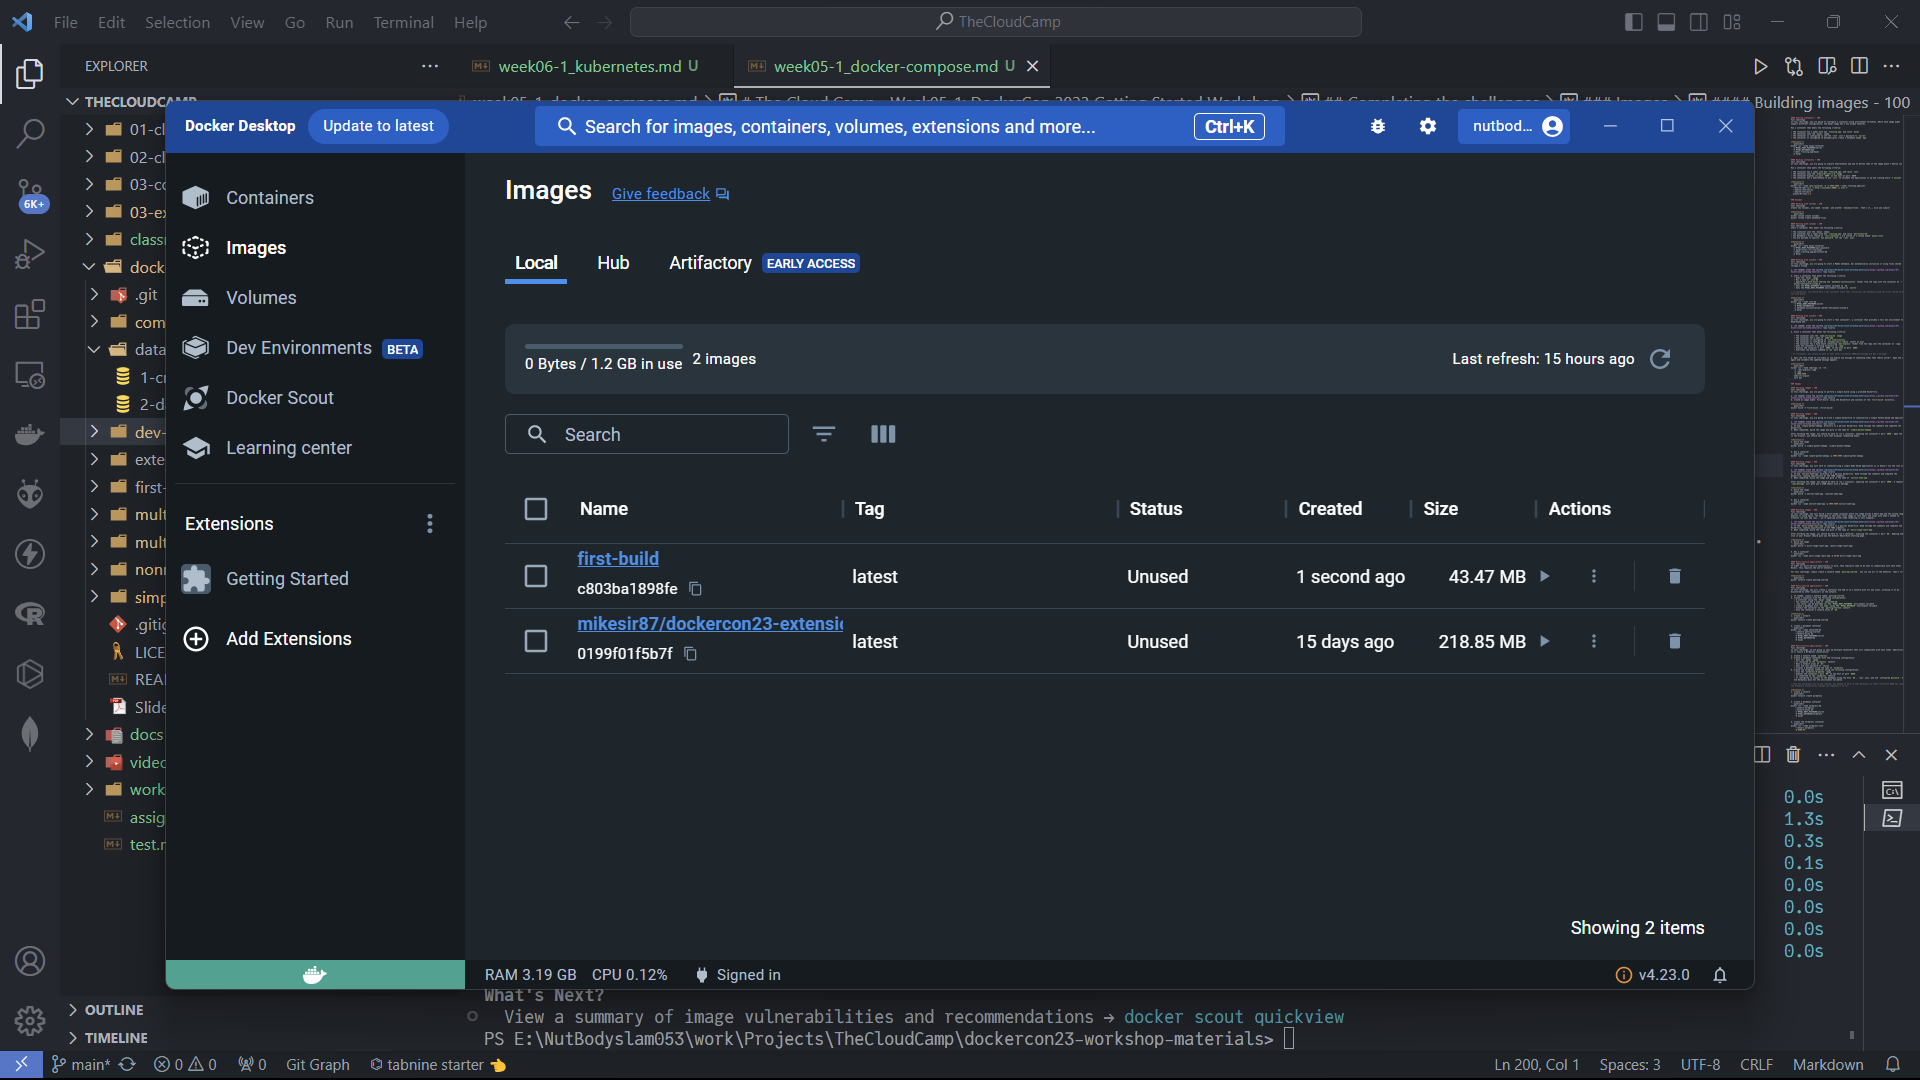 File Edit Selection View Go Run Terminal Help
TheCloudCamp
EXPLORER
week06-1_kubernetes.md U
week05-1_docker-compose.md U
THECLOUDCAMP
Building images - 100
01-cl
02-cl
03-co
03-ex
class
dock
.git
com
data
1-cr
2-d
dev-
exte
first-
mult
mult
nonr
simp
.gitig
LICE
REA
Slide
docs
video
work
assig
test.r
6K+
OUTLINE
TIMELINE
Docker Desktop
Update to latest
Search for images, containers, volumes, extensions and more...
Ctrl+K
nutbod...
Containers
Images
Volumes
Dev Environments BETA
Docker Scout
Learning center
Extensions
Getting Started
Add Extensions
Images
Give feedback
Local Hub Artifactory EARLY ACCESS
0 Bytes / 1.2 GB in use 2 images
Last refresh: 15 hours ago
Search
Name Tag Status Created Size Actions
first-build
c803ba1898fe
latest Unused 1 second ago 43.47 MB
mikesir87/dockercon23-extensio
0199f01f5b7f
latest Unused 15 days ago 218.85 MB
Showing 2 items
RAM 3.19 GB CPU 0.12% Signed in
v4.23.0
0.0s
1.3s
0.3s
0.1s
0.0s
0.0s
0.0s
0.0s
What's Next?
View a summary of image vulnerabilities and recommendations → docker scout quickview
PS E:\NutBodyslam053\work\Projects\TheCloudCamp\dockercon23-workshop-materials>
main* 0 0 0 Git Graph tabnine starter
Ln 200, Col 1 Spaces: 3 UTF-8 CRLF Markdown